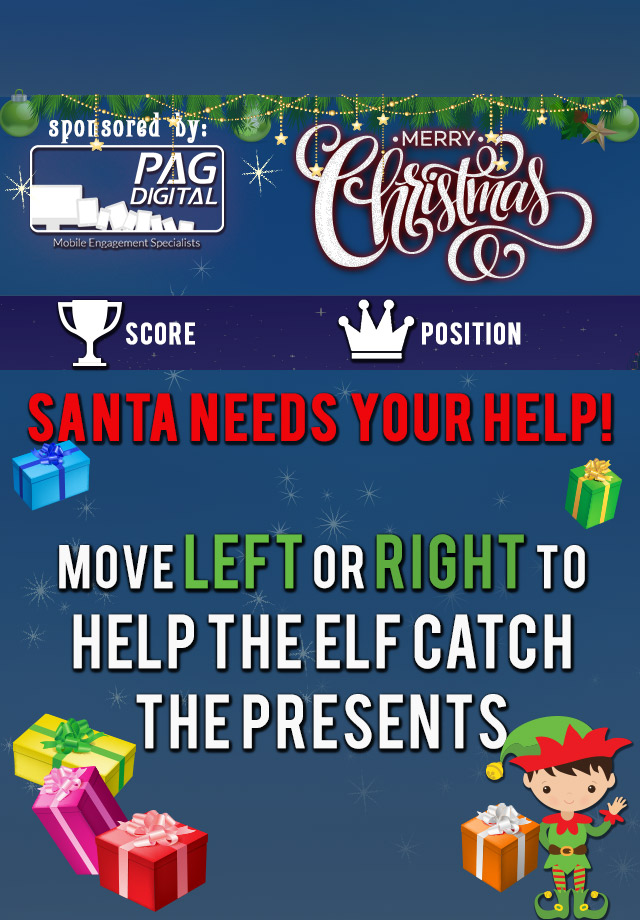 sponsored by:
PAG
DIGITAL
Mobile Engagement Specialists
·MERRY·
Christmas
SCORE
POSITION
SANTA NEEDS YOUR HELP!
MOVE LEFT OR RIGHT TO
HELP THE ELF CATCH
THE PRESENTS